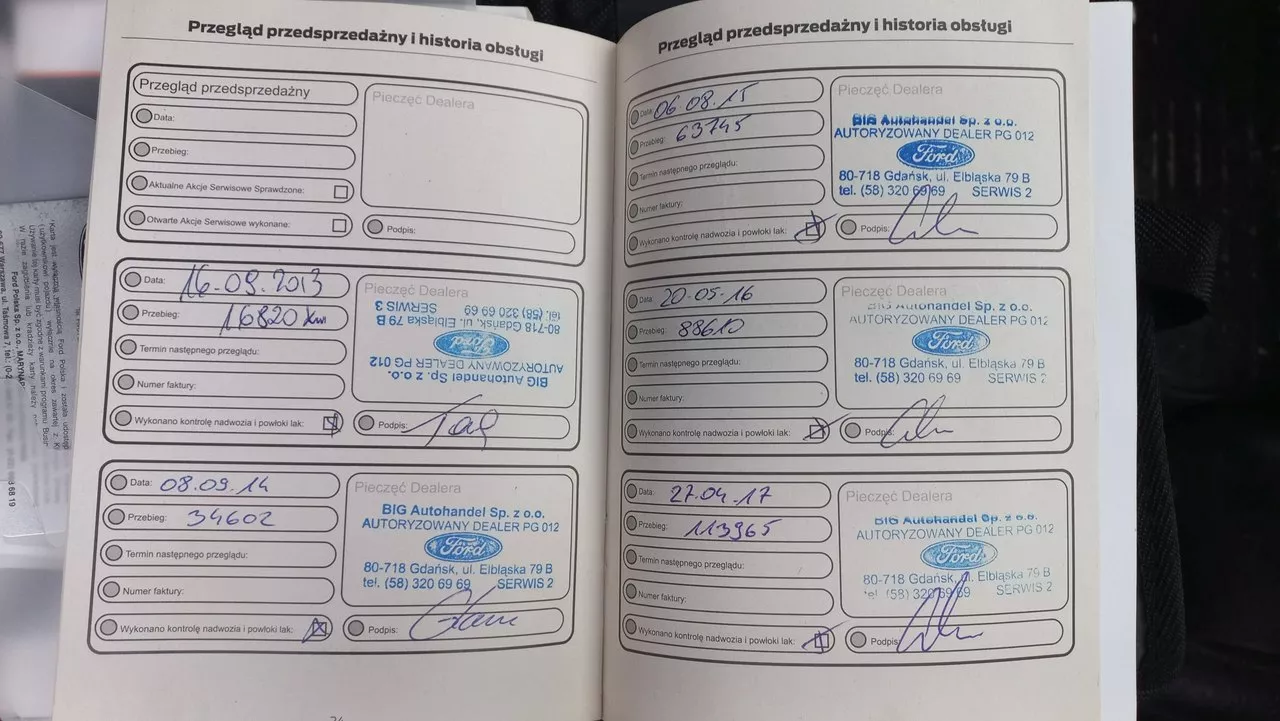 Przegląd przedsprzedażny i historia obsługi
Przegląd przedsprzedażny
Pieczęć Dealera
Data:
Przebieg:
Aktualne Akcje Serwisowe Sprawdzone:
Otwarte Akcje Serwisowe wykonane:
Podpis:
Data: 16-09.2013
Przebieg: 16820 km
Termin następnego przeglądu:
Numer faktury:
Wykonano kontrolę nadwozia i powłoki lak:
Pieczęć Dealera
BIG Autohandel Sp. z o.o.
AUTORYZOWANY DEALER PG 012
Ford
80-718 Gdańsk, ul. Elbląska 79 B
tel. (58) 320 69 69 SERWIS 3
Podpis:
Data: 08.09.14
Przebieg: 34602
Termin następnego przeglądu:
Numer faktury:
Wykonano kontrolę nadwozia i powłoki lak:
Pieczęć Dealera
BIG Autohandel Sp. z o.o.
AUTORYZOWANY DEALER PG 012
Ford
80-718 Gdańsk, ul. Elbląska 79 B
tel. (58) 320 69 69 SERWIS 2
Podpis:
Przegląd przedsprzedażny i historia obsługi
Data: 06 08.15
Przebieg: 63745
Termin następnego przeglądu:
Numer faktury:
Wykonano kontrolę nadwozia i powłoki lak:
Pieczęć Dealera
BIG Autohandel Sp. z o.o.
AUTORYZOWANY DEALER PG 012
Ford
80-718 Gdańsk, ul. Elbląska 79 B
tel. (58) 320 69 69 SERWIS 2
Podpis:
Data: 20-05-16
Przebieg: 88610
Termin następnego przeglądu:
Numer faktury:
Wykonano kontrolę nadwozia i powłoki lak:
Pieczęć Dealera
BIG Autohandel Sp. z o.o.
AUTORYZOWANY DEALER PG 012
Ford
80-718 Gdańsk, ul. Elbląska 79 B
tel. (58) 320 69 69 SERWIS 2
Podpis:
Data: 27.04.17
Przebieg: 113965
Termin następnego przeglądu:
Numer faktury:
Wykonano kontrolę nadwozia i powłoki lak:
Pieczęć Dealera
BIG Autohandel Sp. z o.o.
AUTORYZOWANY DEALER PG 012
Ford
80-718 Gdańsk, ul. Elbląska 79 B
tel. (58) 320 69 69 SERWIS 2
Podpis: